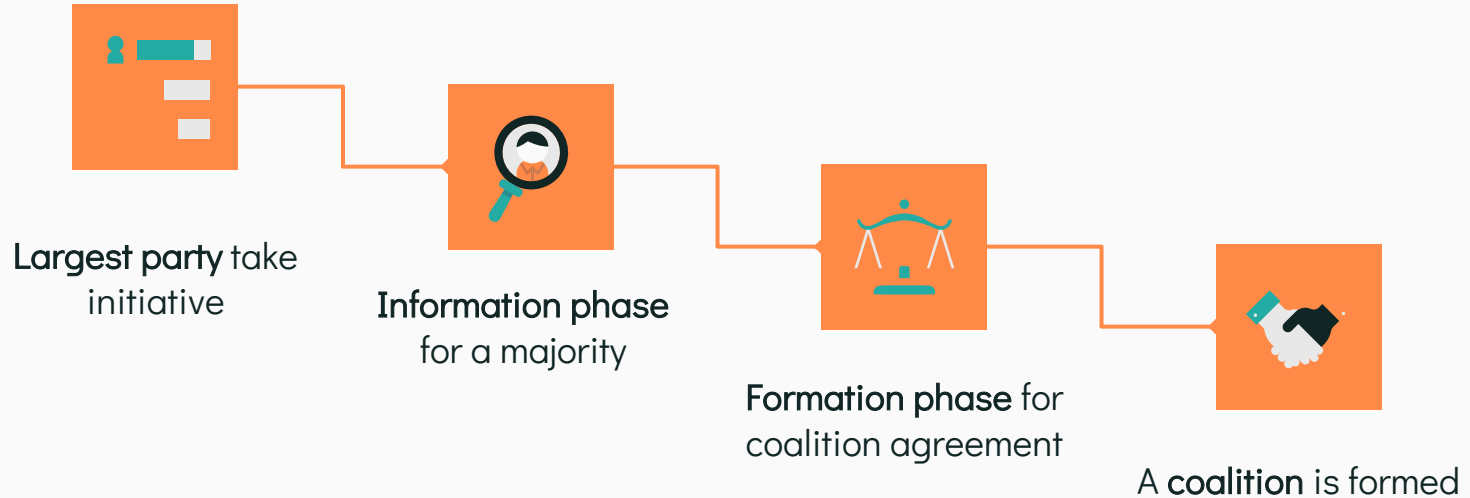 Largest party take
initiative
Information phase
for a majority
Formation phase for
coalition agreement
A coalition is formed